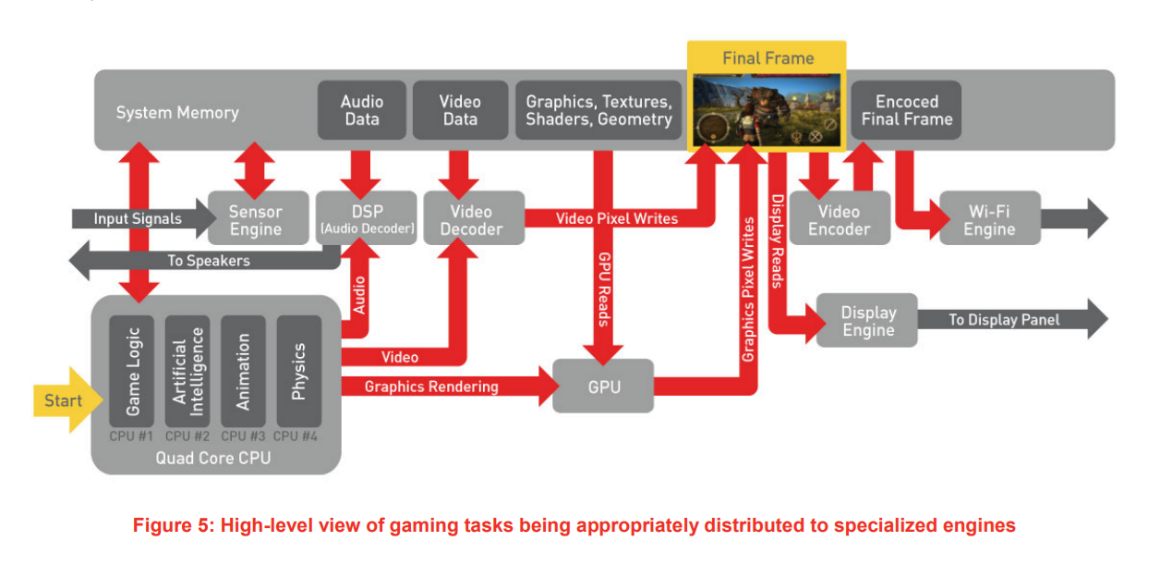 Final Frame
System Memory
Audio
Data
Video
Data
Graphics, Textures,
Shaders, Geometry
Encoced
Final Frame
Input Signals
Sensor
Engine
DSP
[Audio Decoder]
Video
Decoder
Video Pixel Writes
Display Reads
Video
Encoder
Wi-Fi
Engine
To Speakers
Audio
GPU Reads
Graphics Pixel Writes
Display
Engine
To Display Panel
Video
Graphics Rendering
GPU
Start
Game Logic
Artificial
Intelligence
Animation
Physics
CPU #1
CPU #2
CPU #3
CPU #4
Quad Core CPU
Figure 5: High-level view of gaming tasks being appropriately distributed to specialized engines